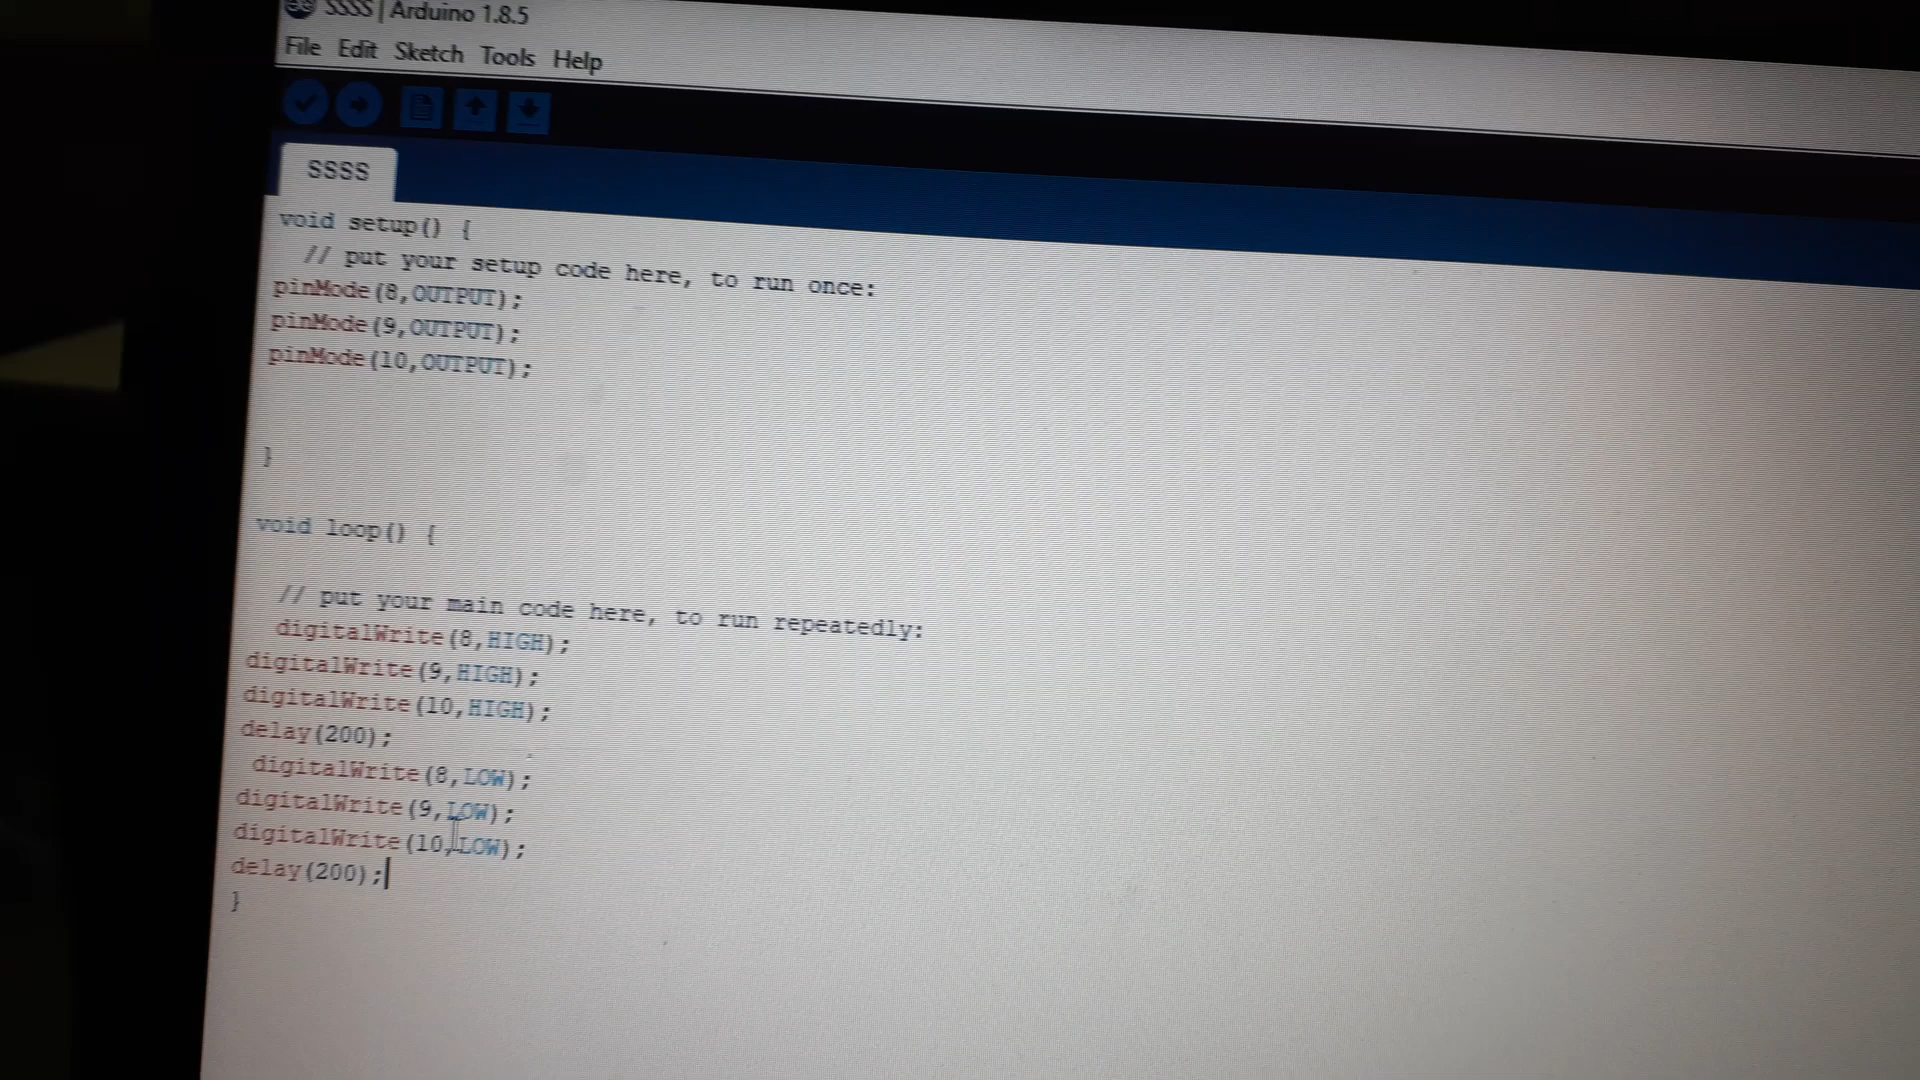 SSSS | Arduino 1.8.5
File Edit Sketch Tools Help
SSSS
void setup() {
// put your setup code here, to run once:
pinMode(8,OUTPUT);
pinMode(9,OUTPUT);
pinMode(10,OUTPUT);
}
void loop() {
// put your main code here, to run repeatedly:
digitalWrite(8,HIGH);
digitalWrite(9,HIGH);
digitalWrite(10,HIGH);
delay(200);
digitalWrite(8,LOW);
digitalWrite(9,LOW);
digitalWrite(10,LOW);
delay(200);
}